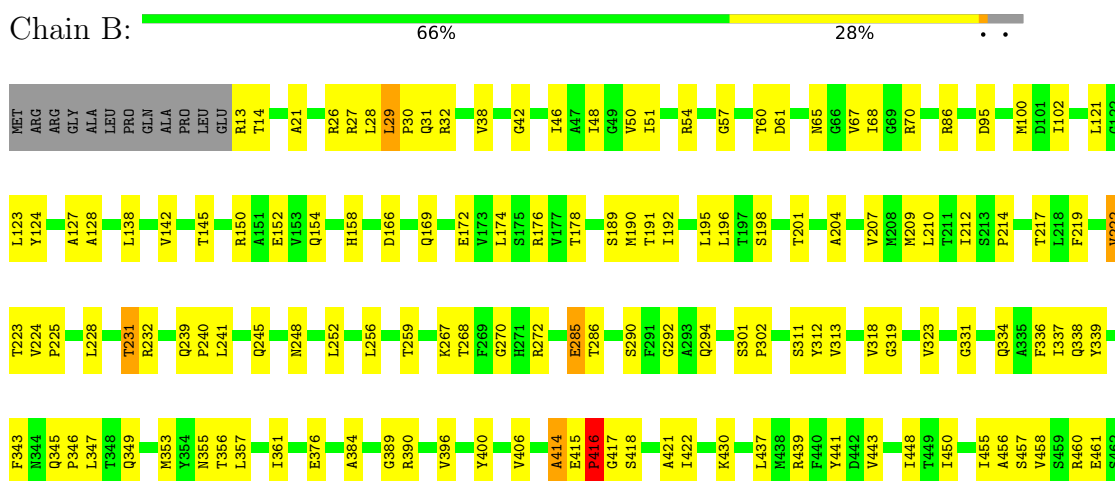 Chain B:
66% 28% • •
MET ARG ARG GLY ALA LEU PRO GLN ALA PRO LEU GLU R13 T14 A21 R26 R27 L28 L29 P30 Q31 R32 V38 G42 I46 A47 I48 G49 V50 I51 R54 G57 T60 D61 N65 G66 V67 I68 G69 R70 R86 D95 M100 D101 I102 L121
L123 Y124 A127 A128 L138 V142 T145 R150 A151 E152 V153 Q154 H158 D166 Q169 E172 V173 L174 S175 R176 V177 T178 S189 M190 T191 I192 L195 L196 T197 S198 T201 A204 V207 M208 M209 L210 T211 I212 S213 P214 T217 L218 F219
T223 V224 P225 L228 T231 R232 Q239 P240 L241 Q245 N248 L252 L256 T259 K267 T268 F269 G270 H271 R272 E285 T286 S290 F291 G292 A293 Q294 S301 P302 S311 Y312 V313 V318 G319 V323 G331 Q334 A335 F336 I337 Q338 Y339
F343 N344 Q345 P346 L347 T348 Q349 M353 Y354 N355 T356 L357 I361 E376 A384 G389 R390 V396 Y400 V406 A414 E415 P416 G417 S418 A421 I422 K430 L437 M438 R439 F440 Y441 D442 V443 I448 T449 I450 I455 A456 S457 V458 S459 R460 E461